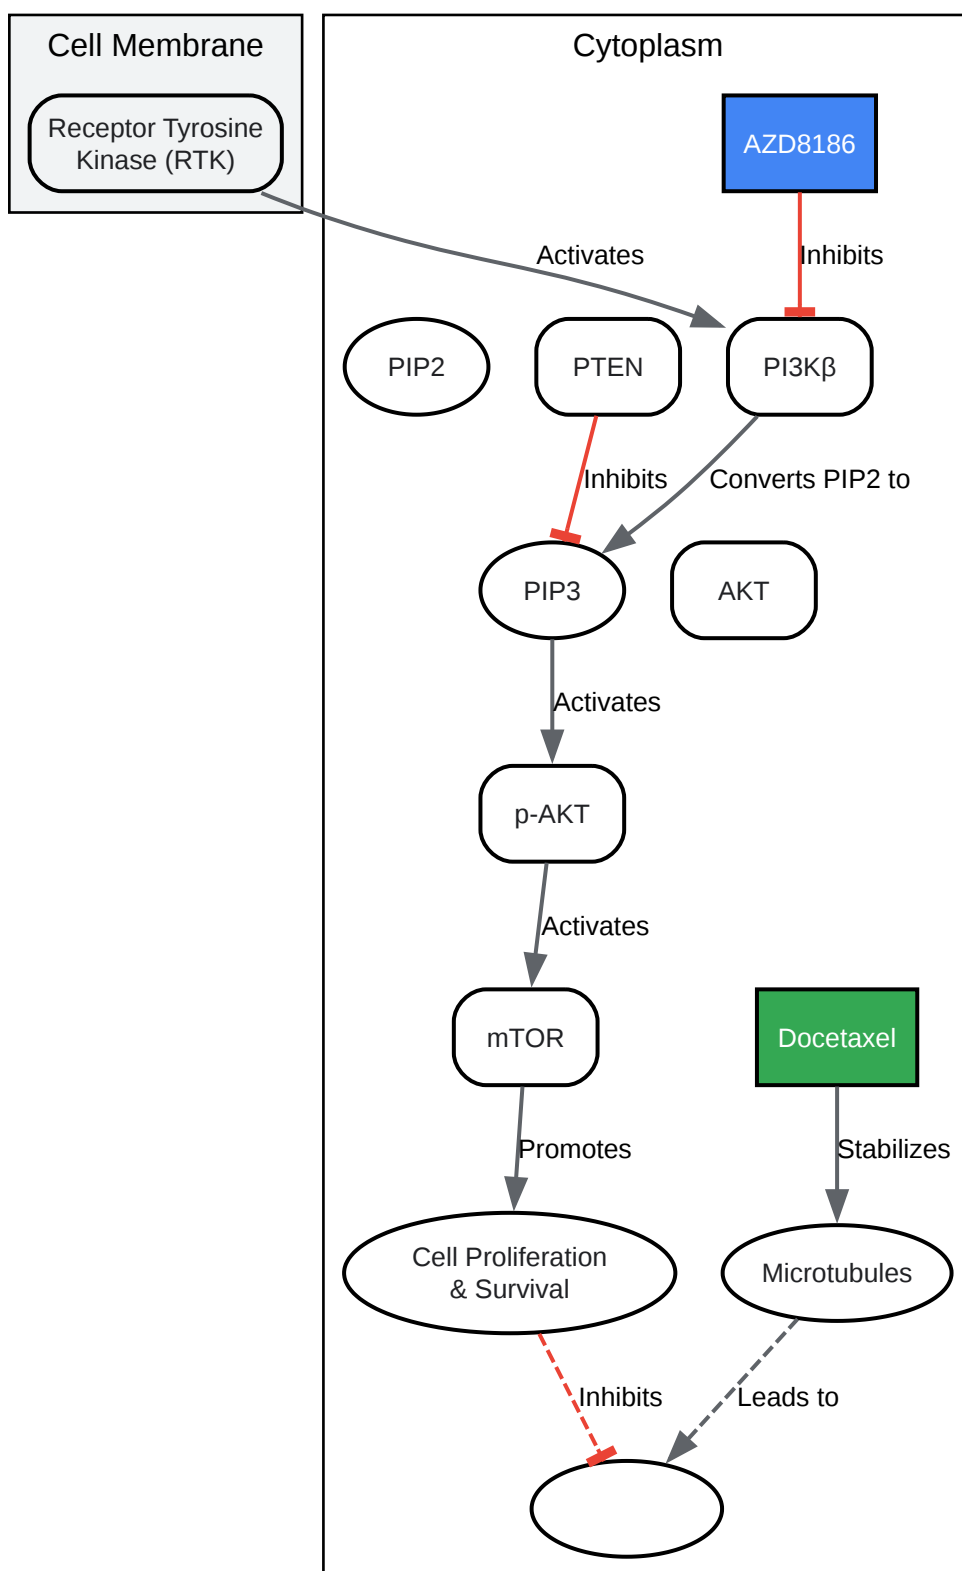 Cell Membrane
Cytoplasm
Receptor Tyrosine
Kinase (RTK)
AZD8186
Activates
Inhibits
PIP2
PTEN
PI3Kβ
Inhibits
Converts PIP2 to
PIP3
AKT
Activates
p-AKT
Activates
mTOR
Docetaxel
Promotes
Stabilizes
Cell Proliferation
& Survival
Microtubules
Inhibits
Leads to